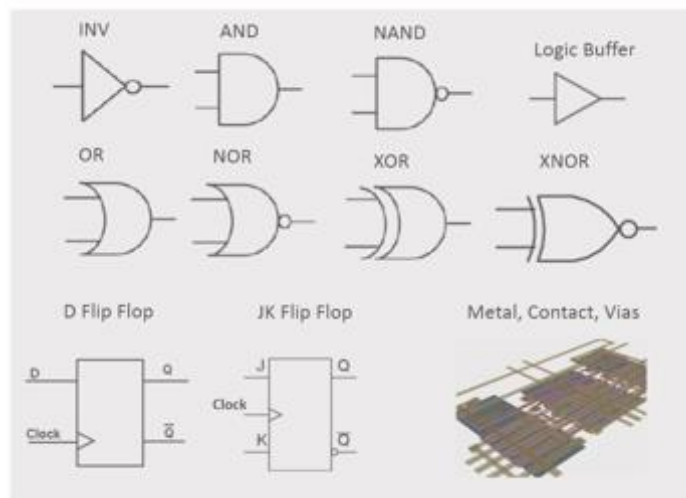 INV
AND
NAND
Logic Buffer
OR
NOR
XOR
XNOR
D Flip Flop
JK Flip Flop
Metal, Contact, Vias
D
Q
Clock
Q̅
J
Q
Clock
K
Q̅